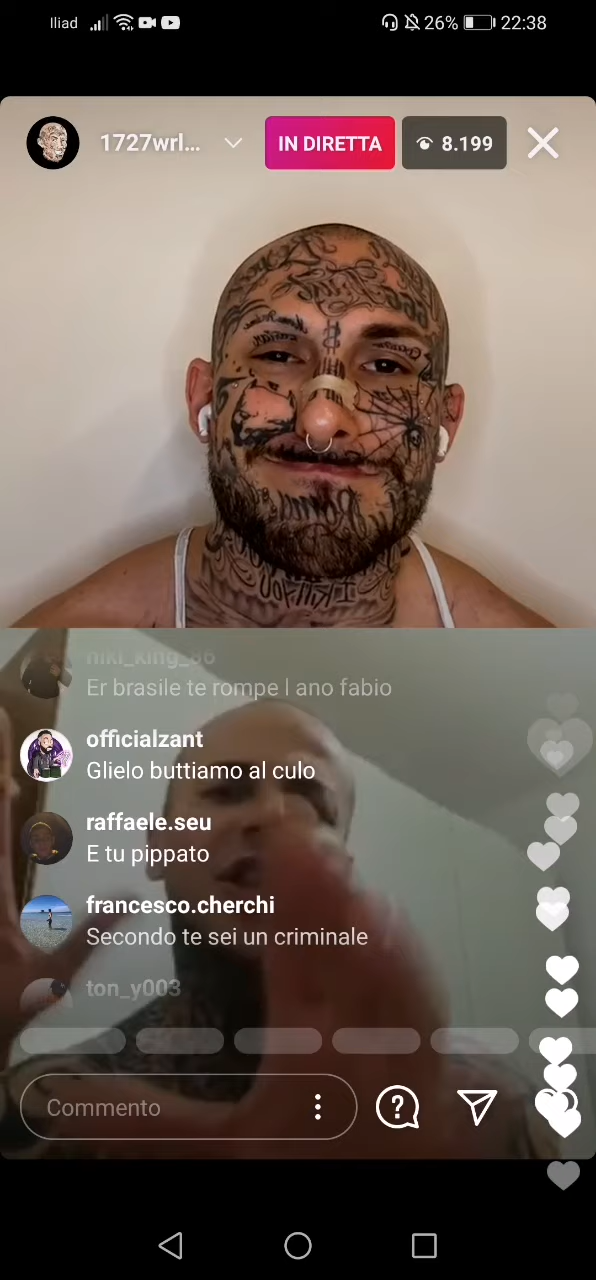 Iliad
26%
22:38
1727wrl...
IN DIRETTA
8.199
niki_king_86
Er brasile te rompe l ano fabio
officialzant
Glielo buttiamo al culo
raffaele.seu
E tu pippato
francesco.cherchi
Secondo te sei un criminale
ton_y003
Commento